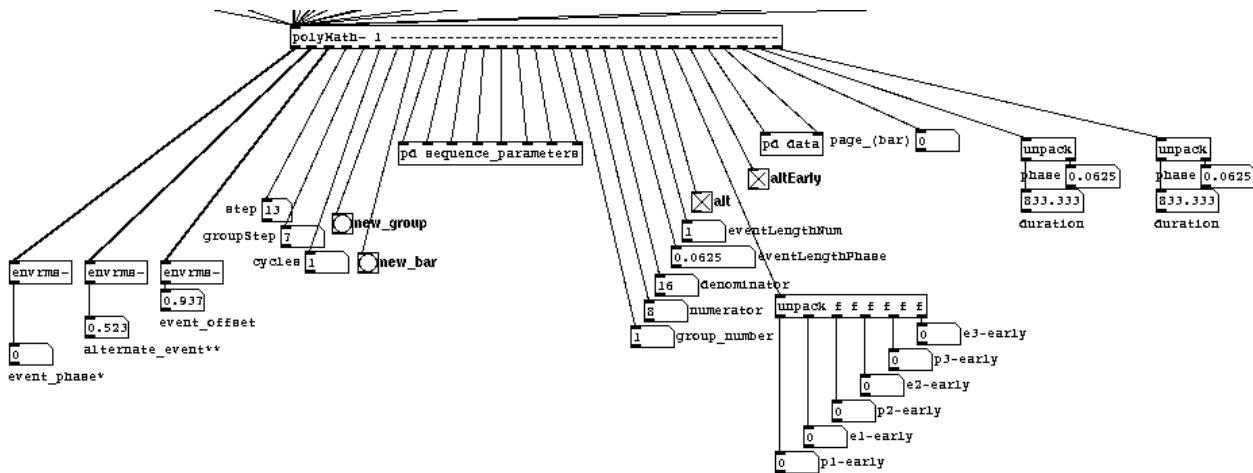 polyMath~ 1 ------------------------------------------------
pd data
page_(bar)
0
unpack
unpack
pd sequence_parameters
phase
0.0625
phase
0.0625
altEarly
833.333
833.333
step
13
alt
duration
duration
new_group
groupStep
7
1
eventLengthNum
cycles
1
new_bar
0.0625
eventLengthPhase
envrms~
envrms~
envrms~
16
denominator
0.937
event_offset
8
numerator
unpack f f f f f f
0.523
1
group_number
0
e3-early
alternate_event**
0
event_phase*
0
p3-early
0
e2-early
0
p2-early
0
e1-early
0
p1-early